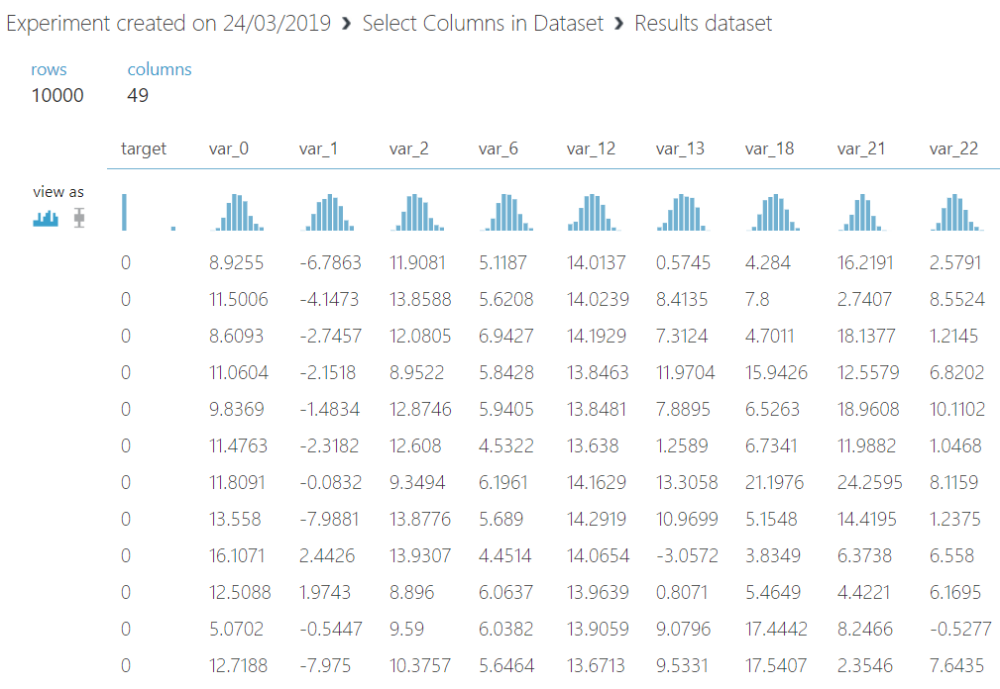 Experiment created on 24/03/2019 › Select Columns in Dataset › Results dataset
rows columns
10000 49
target var_0 var_1 var_2 var_6 var_12 var_13 var_18 var_21 var_22
view as
0 8.9255 -6.7863 11.9081 5.1187 14.0137 0.5745 4.284 16.2191 2.5791
0 11.5006 -4.1473 13.8588 5.6208 14.0239 8.4135 7.8 2.7407 8.5524
0 8.6093 -2.7457 12.0805 6.9427 14.1929 7.3124 4.7011 18.1377 1.2145
0 11.0604 -2.1518 8.9522 5.8428 13.8463 11.9704 15.9426 12.5579 6.8202
0 9.8369 -1.4834 12.8746 5.9405 13.8481 7.8895 6.5263 18.9608 10.1102
0 11.4763 -2.3182 12.608 4.5322 13.638 1.2589 6.7341 11.9882 1.0468
0 11.8091 -0.0832 9.3494 6.1961 14.1629 13.3058 21.1976 24.2595 8.1159
0 13.558 -7.9881 13.8776 5.689 14.2919 10.9699 5.1548 14.4195 1.2375
0 16.1071 2.4426 13.9307 4.4514 14.0654 -3.0572 3.8349 6.3738 6.558
0 12.5088 1.9743 8.896 6.0637 13.9639 0.8071 5.4649 4.4221 6.1695
0 5.0702 -0.5447 9.59 6.0382 13.9059 9.0796 17.4442 8.2466 -0.5277
0 12.7188 -7.975 10.3757 5.6464 13.6713 9.5331 17.5407 2.3546 7.6435